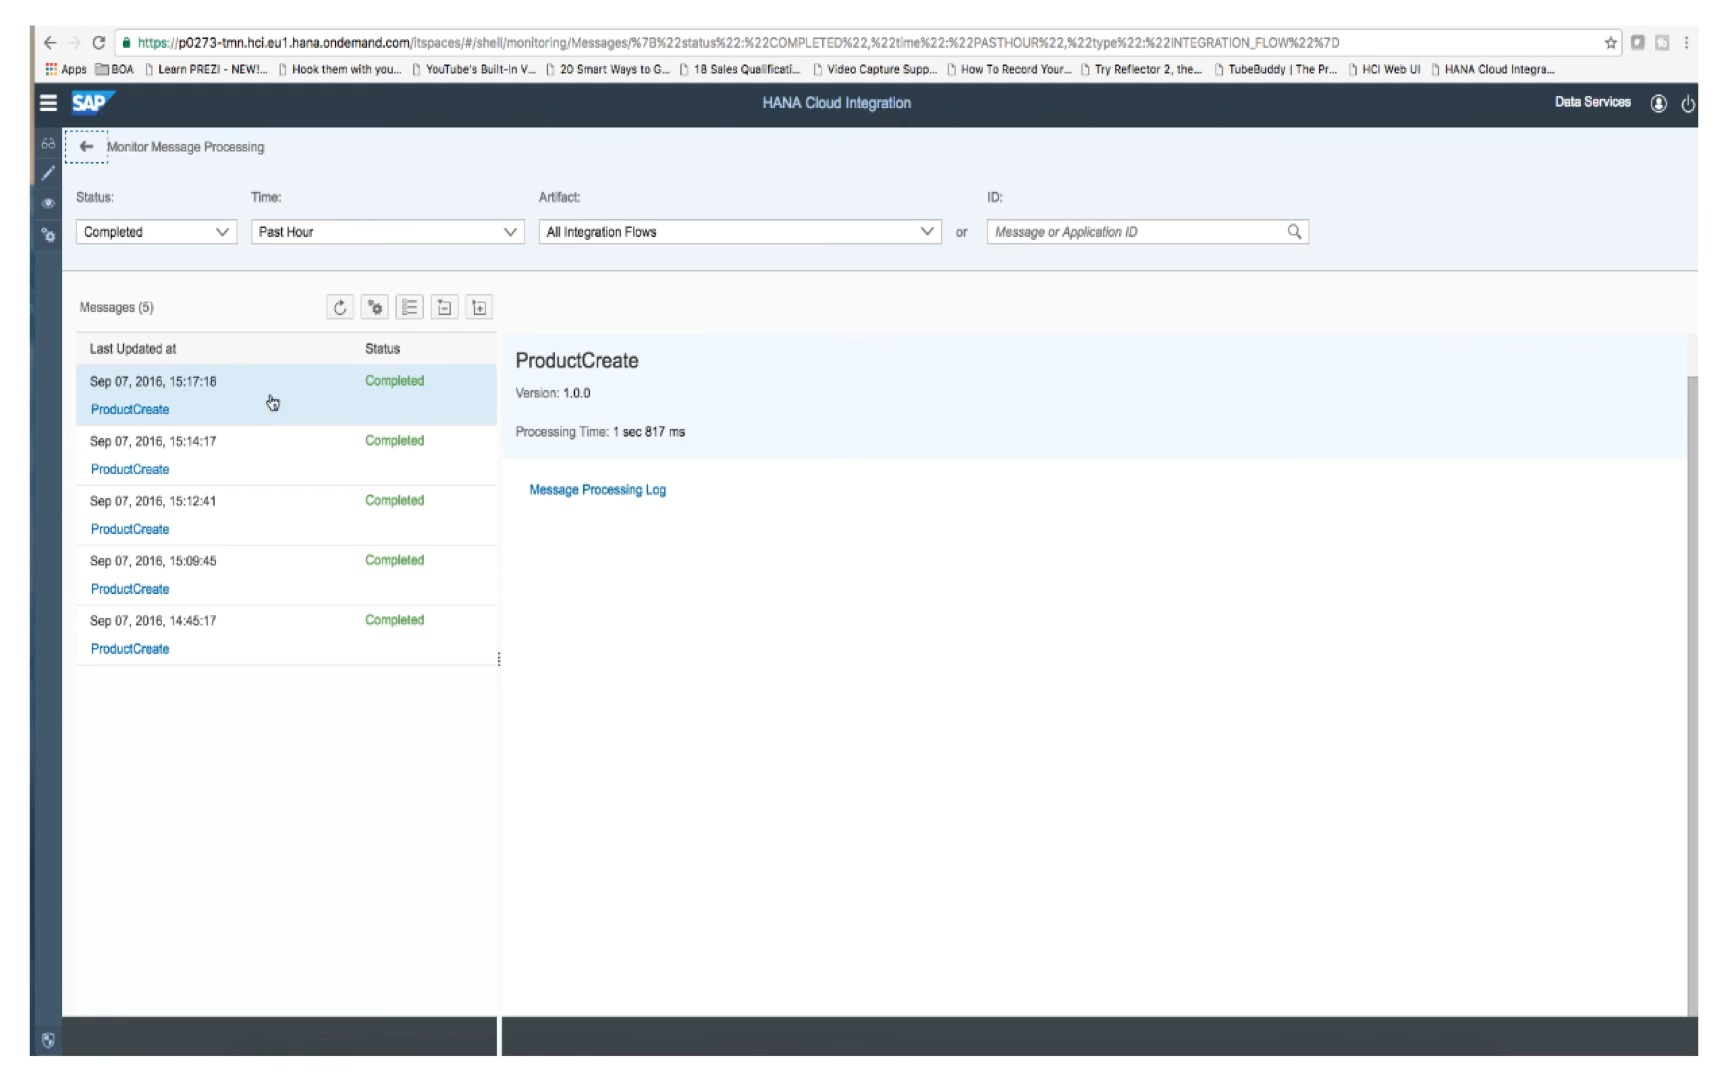 https://p0273-tmn.hci.eu1.hana.ondemand.com/itspaces/#/shell/monitoring/Messages/%7B%22status%22:%22COMPLETED%22,%22time%22:%22PASTHOUR%22,%22type%22:%22INTEGRATION_FLOW%22%7D
Apps BOA Learn PREZI - NEW!... Hook them with you... YouTube's Built-in V... 20 Smart Ways to G... 18 Sales Qualificati... Video Capture Supp... How To Record Your... Try Reflector 2, the... TubeBuddy | The Pr... HCI Web UI HANA Cloud Integra...
SAP HANA Cloud Integration Data Services
Monitor Message Processing
Status: Time: Artifact: ID:
Completed Past Hour All Integration Flows or Message or Application ID
Messages (5)
Last Updated at Status
Sep 07, 2016, 15:17:18 Completed
ProductCreate
Sep 07, 2016, 15:14:17 Completed
ProductCreate
Sep 07, 2016, 15:12:41 Completed
ProductCreate
Sep 07, 2016, 15:09:45 Completed
ProductCreate
Sep 07, 2016, 14:45:17 Completed
ProductCreate
ProductCreate
Version: 1.0.0
Processing Time: 1 sec 817 ms
Message Processing Log